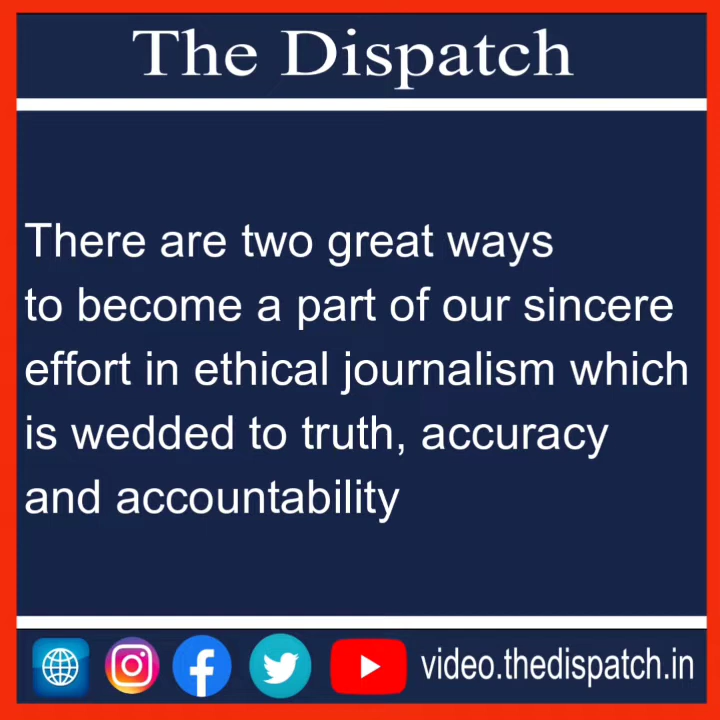 The Dispatch
There are two great ways
to become a part of our sincere
effort in ethical journalism which
is wedded to truth, accuracy
and accountability
video.thedispatch.in